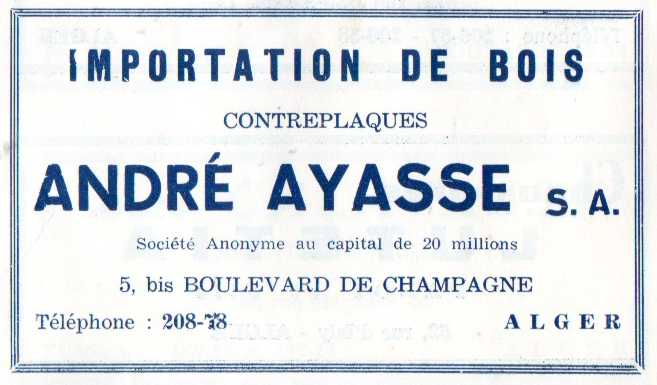 IMPORTATION DE BOIS
CONTREPLAQUES
ANDRÉ AYASSE S. A.
Société Anonyme au capital de 20 millions
5, bis BOULEVARD DE CHAMPAGNE
Téléphone : 208-78
ALGER